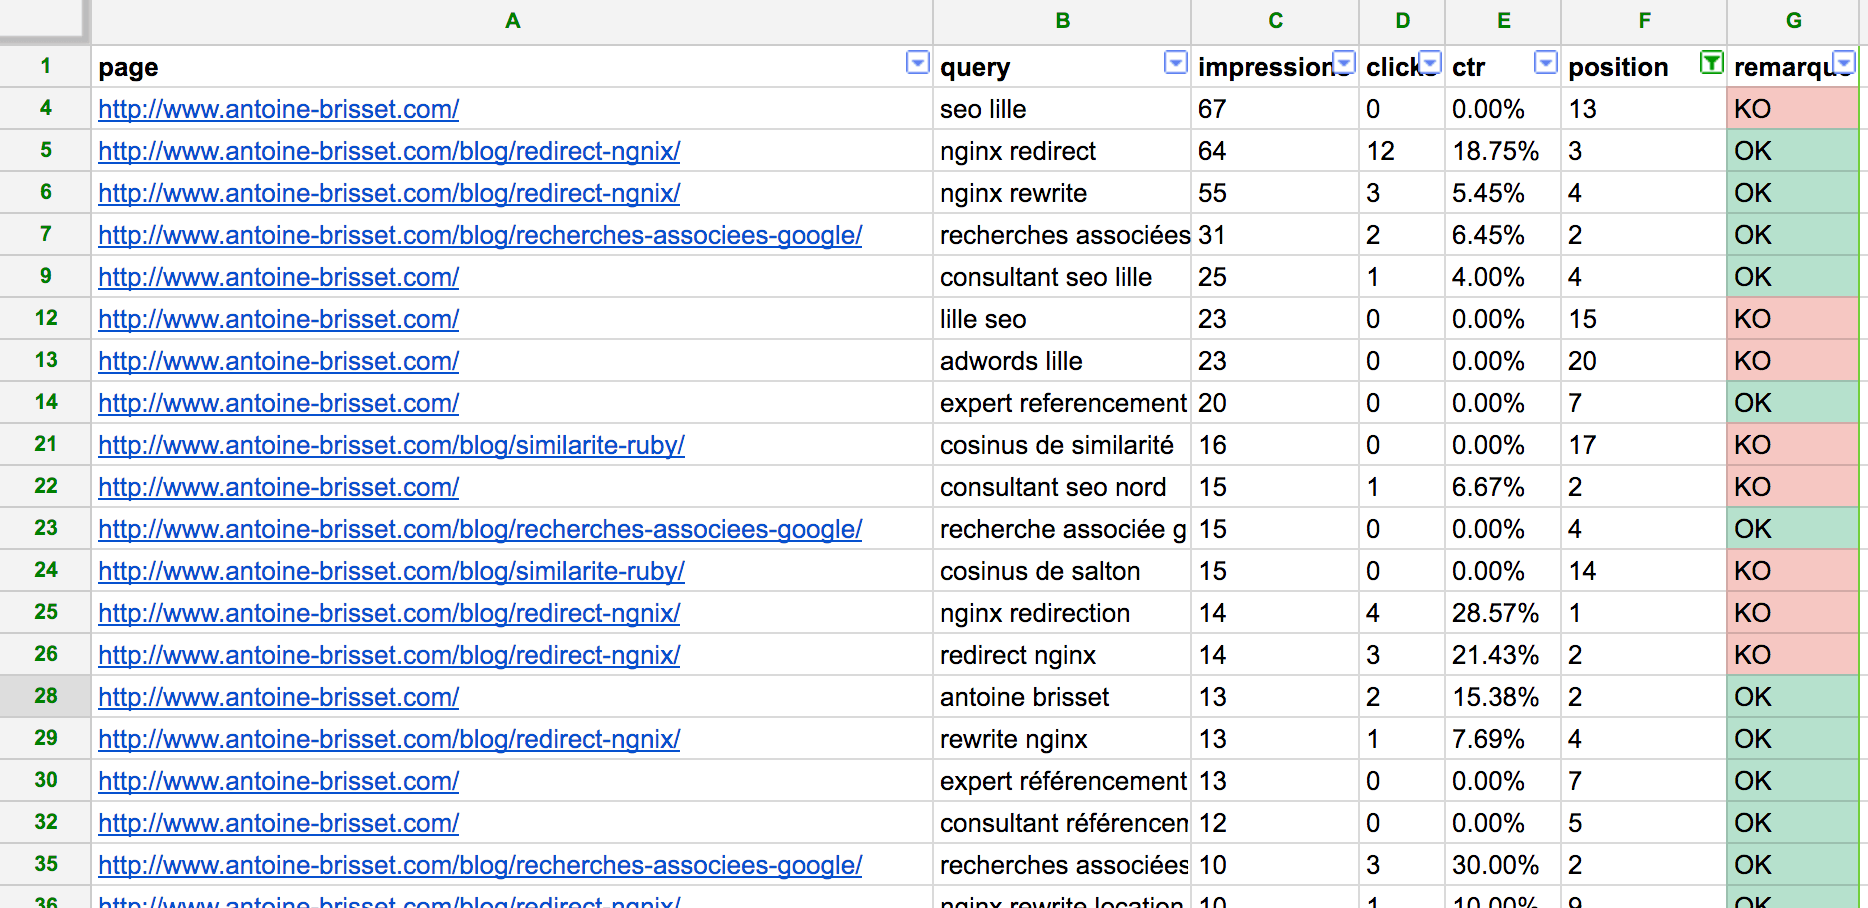 A B C D E F G
1 page query impressions clicks ctr position remarque
4 http://www.antoine-brisset.com/ seo lille 67 0 0.00% 13 KO
5 http://www.antoine-brisset.com/blog/redirect-ngnix/ nginx redirect 64 12 18.75% 3 OK
6 http://www.antoine-brisset.com/blog/redirect-ngnix/ nginx rewrite 55 3 5.45% 4 OK
7 http://www.antoine-brisset.com/blog/recherches-associees-google/ recherches associées 31 2 6.45% 2 OK
9 http://www.antoine-brisset.com/ consultant seo lille 25 1 4.00% 4 OK
12 http://www.antoine-brisset.com/ lille seo 23 0 0.00% 15 KO
13 http://www.antoine-brisset.com/ adwords lille 23 0 0.00% 20 KO
14 http://www.antoine-brisset.com/ expert referencement 20 0 0.00% 7 OK
21 http://www.antoine-brisset.com/blog/similarite-ruby/ cosinus de similarité 16 0 0.00% 17 KO
22 http://www.antoine-brisset.com/ consultant seo nord 15 1 6.67% 2 KO
23 http://www.antoine-brisset.com/blog/recherches-associees-google/ recherche associée g 15 0 0.00% 4 OK
24 http://www.antoine-brisset.com/blog/similarite-ruby/ cosinus de salton 15 0 0.00% 14 KO
25 http://www.antoine-brisset.com/blog/redirect-ngnix/ nginx redirection 14 4 28.57% 1 KO
26 http://www.antoine-brisset.com/blog/redirect-ngnix/ redirect nginx 14 3 21.43% 2 KO
28 http://www.antoine-brisset.com/ antoine brisset 13 2 15.38% 2 OK
29 http://www.antoine-brisset.com/blog/redirect-ngnix/ rewrite nginx 13 1 7.69% 4 OK
30 http://www.antoine-brisset.com/ expert référencement 13 0 0.00% 7 OK
32 http://www.antoine-brisset.com/ consultant référencem 12 0 0.00% 5 OK
35 http://www.antoine-brisset.com/blog/recherches-associees-google/ recherches associées 10 3 30.00% 2 OK
36 http://www.antoine-brisset.com/blog/redirect-ngnix/ nginx rewrite location 10 1 10.00% 9 OK